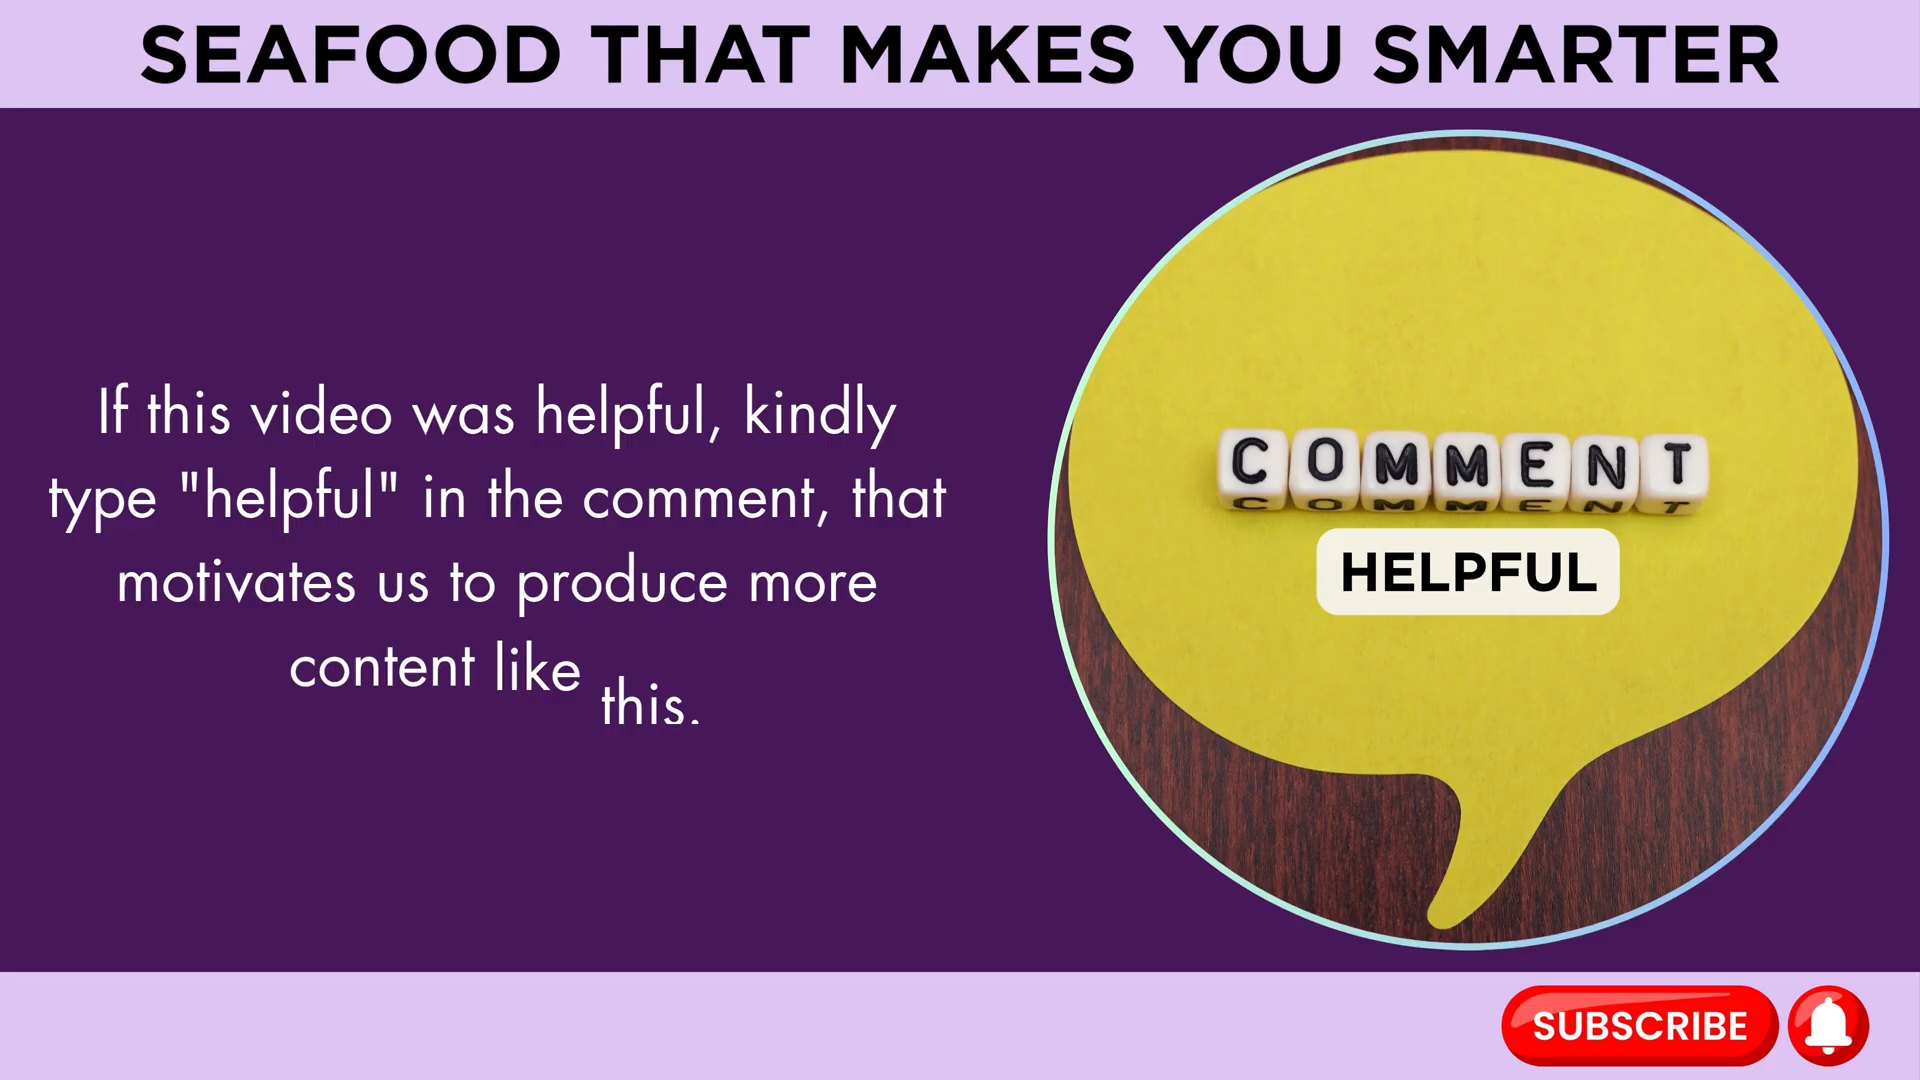 SEAFOOD THAT MAKES YOU SMARTER
If this video was helpful, kindly
type "helpful" in the comment, that
motivates us to produce more
content like this.
COMMENT
HELPFUL
SUBSCRIBE